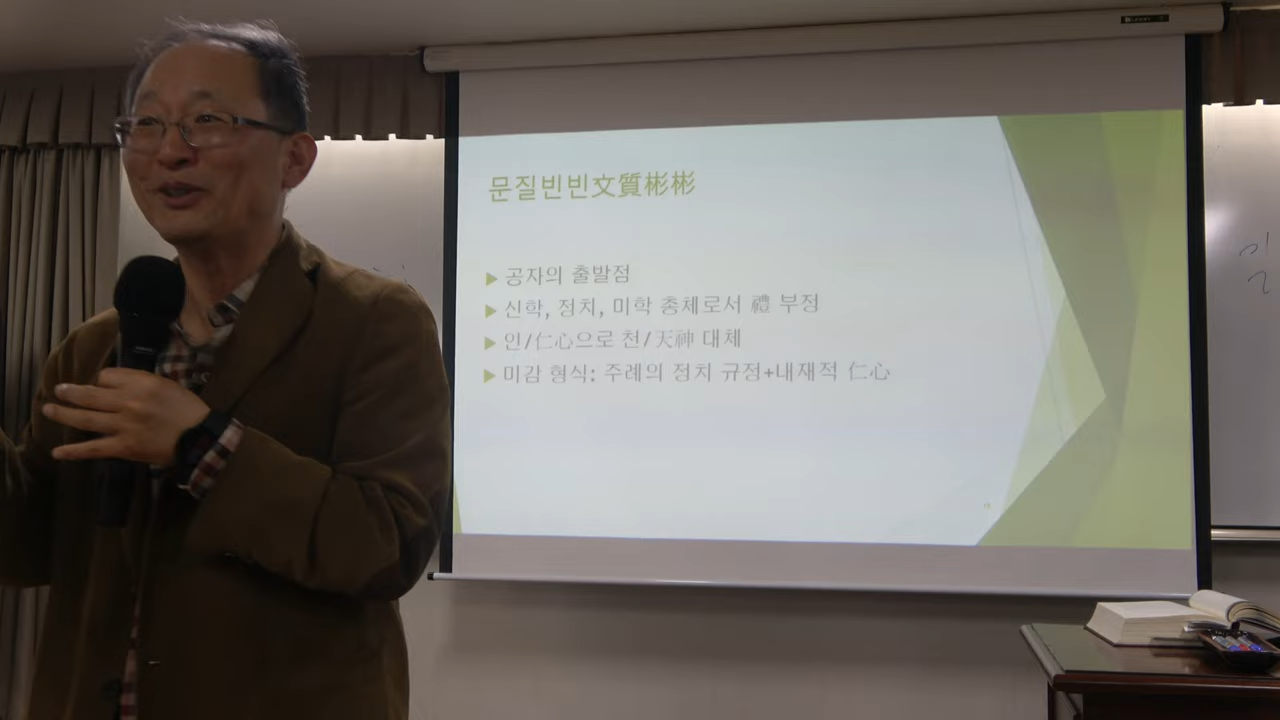 문질빈빈文質彬彬
공자의 출발점
신학, 정치, 미학 총체로서 禮 부정
인/仁心으로 천/天神 대체
미감 형식: 주례의 정치 규정+내재적 仁心